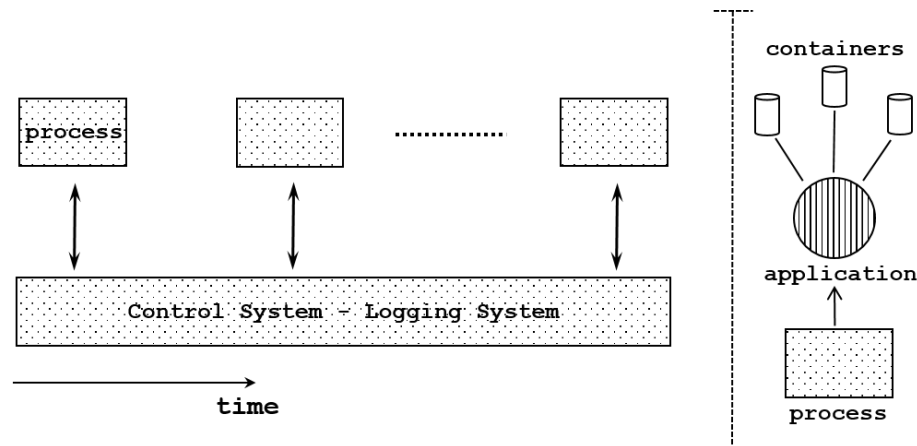 process
Control System - Logging System
time
containers
application
process